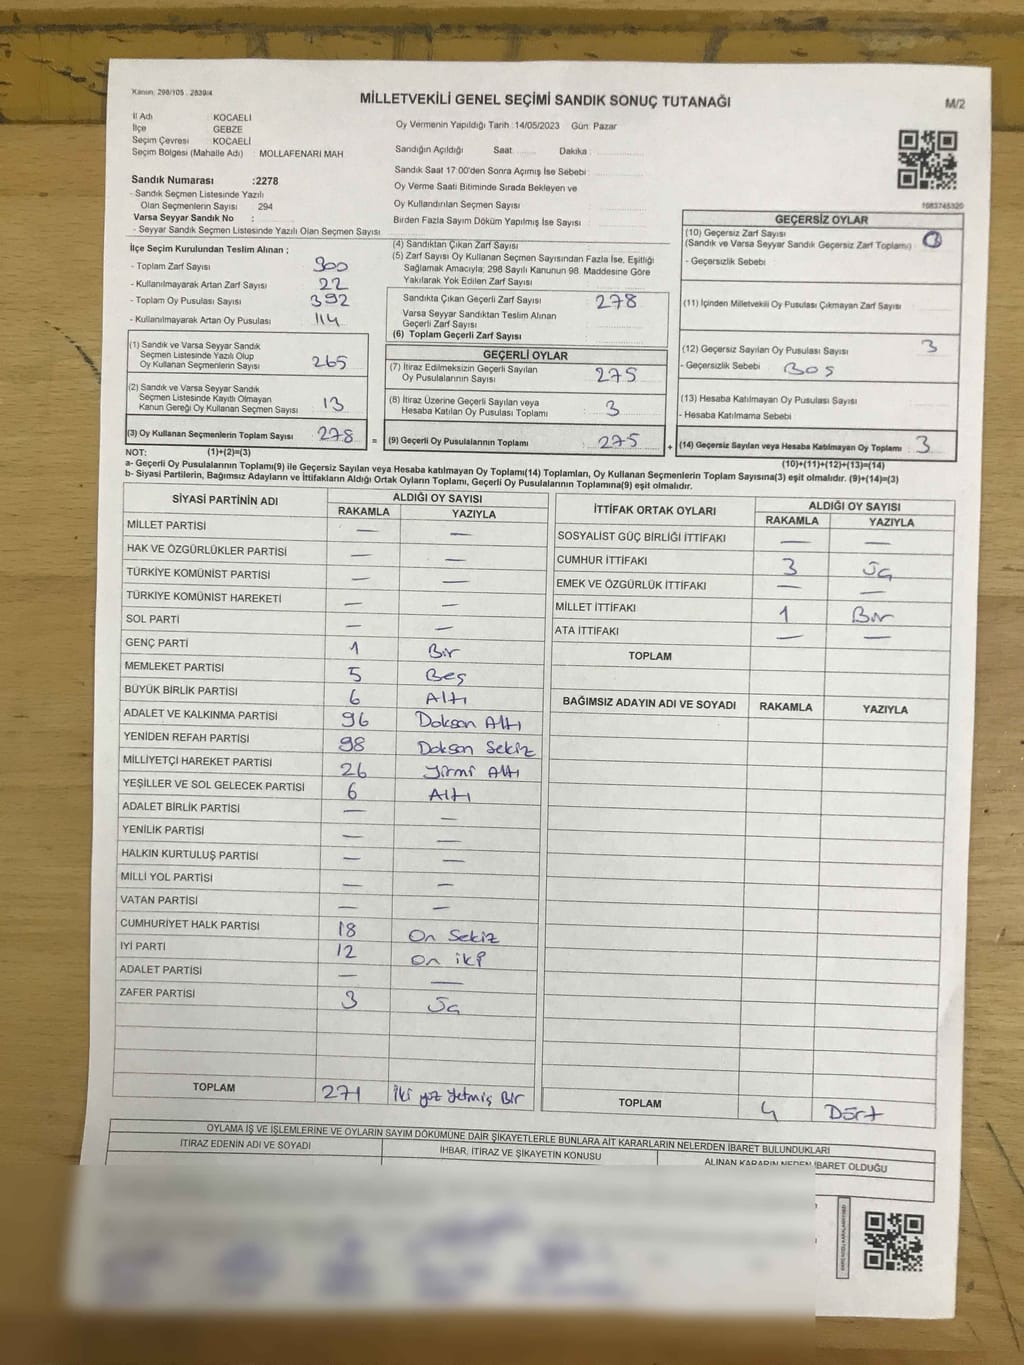 Kanun: 298/105 . 2839/4
MİLLETVEKİLİ GENEL SEÇİMİ SANDIK SONUÇ TUTANAĞI
M/2
İl Adı KOCAELİ
İlçe GEBZE
Seçim Çevresi KOCAELİ
Seçim Bölgesi (Mahalle Adı) : MOLLAFENARI MAH
Oy Vermenin Yapıldığı Tarih :14/05/2023 Gün: Pazar
Sandığın Açıldığı Saat Dakika :
Sandık Saat 17:00'den Sonra Açımış İse Sebebi :
Oy Verme Saati Bitiminde Sırada Bekleyen ve
Oy Kullandırılan Seçmen Sayısı :
Birden Fazla Sayım Döküm Yapılmış İse Sayısı :
Sandık Numarası :2278
- Sandık Seçmen Listesinde Yazılı
Olan Seçmenlerin Sayısı 294
Varsa Seyyar Sandık No :
- Seyyar Sandık Seçmen Listesinde Yazılı Olan Seçmen Sayısı
İlçe Seçim Kurulundan Teslim Alınan ;
- Toplam Zarf Sayısı 300
- Kullanılmayarak Artan Zarf Sayısı 22
- Toplam Oy Pusulası Sayısı 392
- Kullanılmayarak Artan Oy Pusulası 114
(1) Sandık ve Varsa Seyyar Sandık
Seçmen Listesinde Yazılı Olup
Oy Kullanan Seçmenlerin Sayısı 265
(2) Sandık ve Varsa Seyyar Sandık
Seçmen Listesinde Kayıtlı Olmayan
Kanun Gereği Oy Kullanan Seçmen Sayısı 13
(3) Oy Kullanan Seçmenlerin Toplam Sayısı 278 =
(4) Sandıktan Çıkan Zarf Sayısı
(5) Zarf Sayısı Oy Kullanan Seçmen Sayısından Fazla İse, Eşitliği
Sağlamak Amacıyla; 298 Sayılı Kanunun 98. Maddesine Göre
Yakılarak Yok Edilen Zarf Sayısı
Sandıkta Çıkan Geçerli Zarf Sayısı 278
Varsa Seyyar Sandıktan Teslim Alınan
Geçerli Zarf Sayısı
(6) Toplam Geçerli Zarf Sayısı
GEÇERLİ OYLAR
(7) İtiraz Edilmeksizin Geçerli Sayılan
Oy Pusulalarının Sayısı 275
(8) İtiraz Üzerine Geçerli Sayılan veya
Hesaba Katılan Oy Pusulası Toplamı 3
(9) Geçerli Oy Pusulalarının Toplamı 275 +
1683745320
GEÇERSİZ OYLAR
(10) Geçersiz Zarf Sayısı
(Sandık ve Varsa Seyyar Sandık Geçersiz Zarf Toplamı) :
- Geçersizlik Sebebi
(11) İçinden Milletvekili Oy Pusulası Çıkmayan Zarf Sayısı
(12) Geçersiz Sayılan Oy Pusulası Sayısı 3
- Geçersizlik Sebebi Boş
(13) Hesaba Katılmayan Oy Pusulası Sayısı
- Hesaba Katılmama Sebebi
(14) Geçersiz Sayılan veya Hesaba Katılmayan Oy Toplamı : 3
NOT: (1)+(2)=(3)
(10)+(11)+(12)+(13)=(14)
a- Geçerli Oy Pusulalarının Toplamı(9) ile Geçersiz Sayılan veya Hesaba katılmayan Oy Toplamı(14) Toplamları, Oy Kullanan Seçmenlerin Toplam Sayısına(3) eşit olmalıdır. (9)+(14)=(3)
b- Siyasi Partilerin, Bağımsız Adayların ve İttifakların Aldığı Ortak Oyların Toplamı, Geçerli Oy Pusulalarının Toplamına(9) eşit olmalıdır.
SİYASİ PARTİNİN ADI ALDIĞI OY SAYISI
RAKAMLA YAZIYLA
MİLLET PARTİSİ — —
HAK VE ÖZGÜRLÜKLER PARTİSİ — —
TÜRKİYE KOMÜNİST PARTİSİ — —
TÜRKİYE KOMÜNİST HAREKETİ — —
SOL PARTİ — —
GENÇ PARTİ 1 Bir
MEMLEKET PARTİSİ 5 Beş
BÜYÜK BİRLİK PARTİSİ 6 Altı
ADALET VE KALKINMA PARTİSİ 96 Doksan Altı
YENİDEN REFAH PARTİSİ 98 Doksan Sekiz
MİLLİYETÇİ HAREKET PARTİSİ 26 Yirmi Altı
YEŞİLLER VE SOL GELECEK PARTİSİ 6 Altı
ADALET BİRLİK PARTİSİ — —
YENİLİK PARTİSİ — —
HALKIN KURTULUŞ PARTİSİ — —
MİLLİ YOL PARTİSİ — —
VATAN PARTİSİ — —
CUMHURİYET HALK PARTİSİ 18 On Sekiz
İYİ PARTİ 12 On iki
ADALET PARTİSİ — —
ZAFER PARTİSİ 3 Üç
TOPLAM 271 İki yüz Yetmiş Bir
İTTİFAK ORTAK OYLARI ALDIĞI OY SAYISI
RAKAMLA YAZIYLA
SOSYALİST GÜÇ BİRLİĞİ İTTİFAKI — —
CUMHUR İTTİFAKI 3 Üç
EMEK VE ÖZGÜRLÜK İTTİFAKI — —
MİLLET İTTİFAKI 1 Bir
ATA İTTİFAKI — —
TOPLAM
BAĞIMSIZ ADAYIN ADI VE SOYADI RAKAMLA YAZIYLA
TOPLAM 4 Dört
OYLAMA İŞ VE İŞLEMLERİNE VE OYLARIN SAYIM DÖKÜMÜNE DAİR ŞİKAYETLERLE BUNLARA AİT KARARLARIN NELERDEN İBARET BULUNDUKLARI
İTİRAZ EDENİN ADI VE SOYADI IHBAR, İTİRAZ VE ŞİKAYETİN KONUSU ALINAN KARARIN NEDEN İBARET OLDUĞU